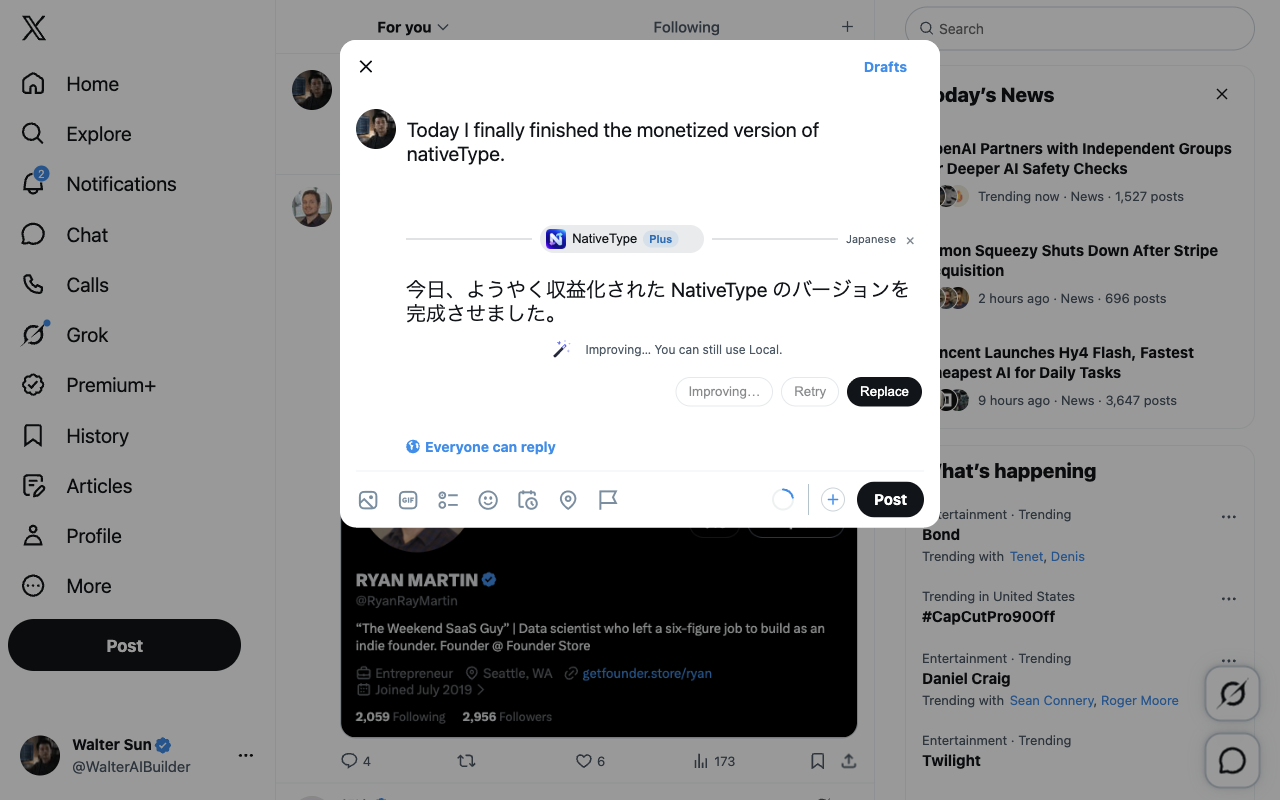 For you
Following
Search
Home
Explore
2
Notifications
Chat
Calls
Grok
Premium+
History
Articles
Profile
More
Post
Walter Sun
@WalterAIBuilder
Drafts
Today I finally finished the monetized version of
nativeType.
NativeType Plus
Japanese
今日、ようやく収益化された NativeType のバージョンを
完成させました。
Improving... You can still use Local.
Improving…
Retry
Replace
Everyone can reply
GIF
Post
RYAN MARTIN
@RyanRayMartin
“The Weekend SaaS Guy” | Data scientist who left a six-figure job to build as an
indie founder. Founder @ Founder Store
Entrepreneur Seattle, WA getfounder.store/ryan
Joined July 2019
2,059 Following 2,956 Followers
4
6
173
News
Partners with Independent Groups
Deeper AI Safety Checks
Trending now · News · 1,527 posts
Squeezy Shuts Down After Stripe
2 hours ago · News · 696 posts
Launches Hy4 Flash, Fastest
AI for Daily Tasks
9 hours ago · News · 3,647 posts
happening
· Trending
Bond
Trending with Tenet, Denis
Trending in United States
#CapCutPro90Off
Entertainment · Trending
Daniel Craig
Trending with Sean Connery, Roger Moore
Entertainment · Trending
Twilight